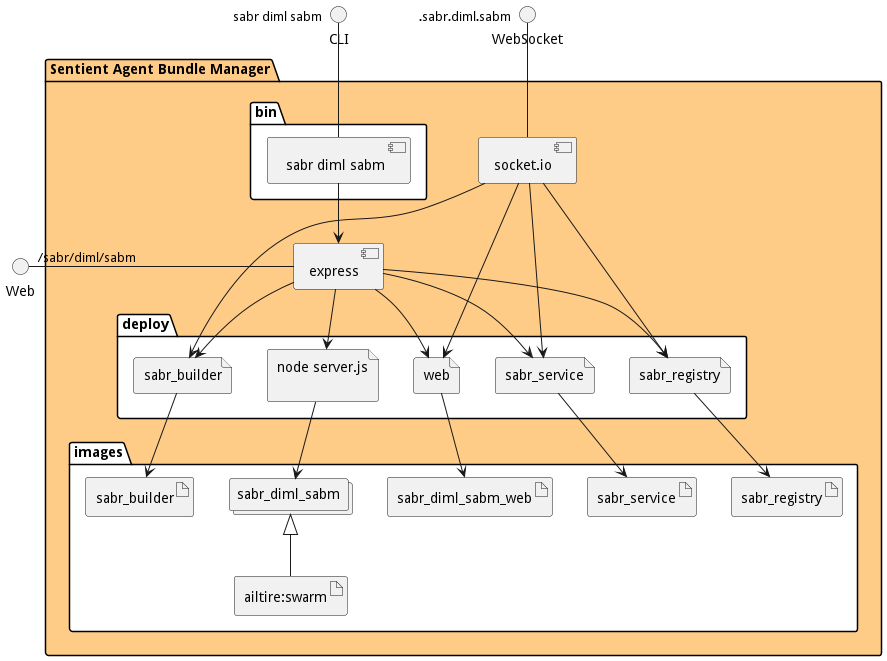 sabr diml sabm
.sabr.diml.sabm
CLI
WebSocket
Sentient Agent Bundle Manager
bin
sabr diml sabm
socket.io
/sabr/diml/sabm
express
Web
deploy
sabr_builder
node server.js
web
sabr_service
sabr_registry
images
sabr_builder
sabr_diml_sabm
sabr_diml_sabm_web
sabr_service
sabr_registry
ailtire:swarm